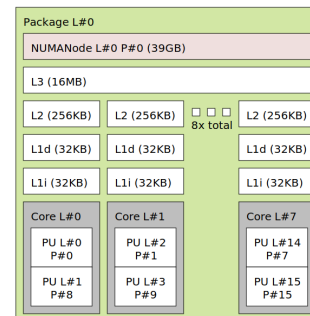 Package L#0
NUMANode L#0 P#0 (39GB)
L3 (16MB)
L2 (256KB) L2 (256KB) 8x total L2 (256KB)
L1d (32KB) L1d (32KB) L1d (32KB)
L1i (32KB) L1i (32KB) L1i (32KB)
Core L#0 Core L#1 Core L#7
PU L#0 PU L#2 PU L#14
P#0 P#1 P#7
PU L#1 PU L#3 PU L#15
P#8 P#9 P#15